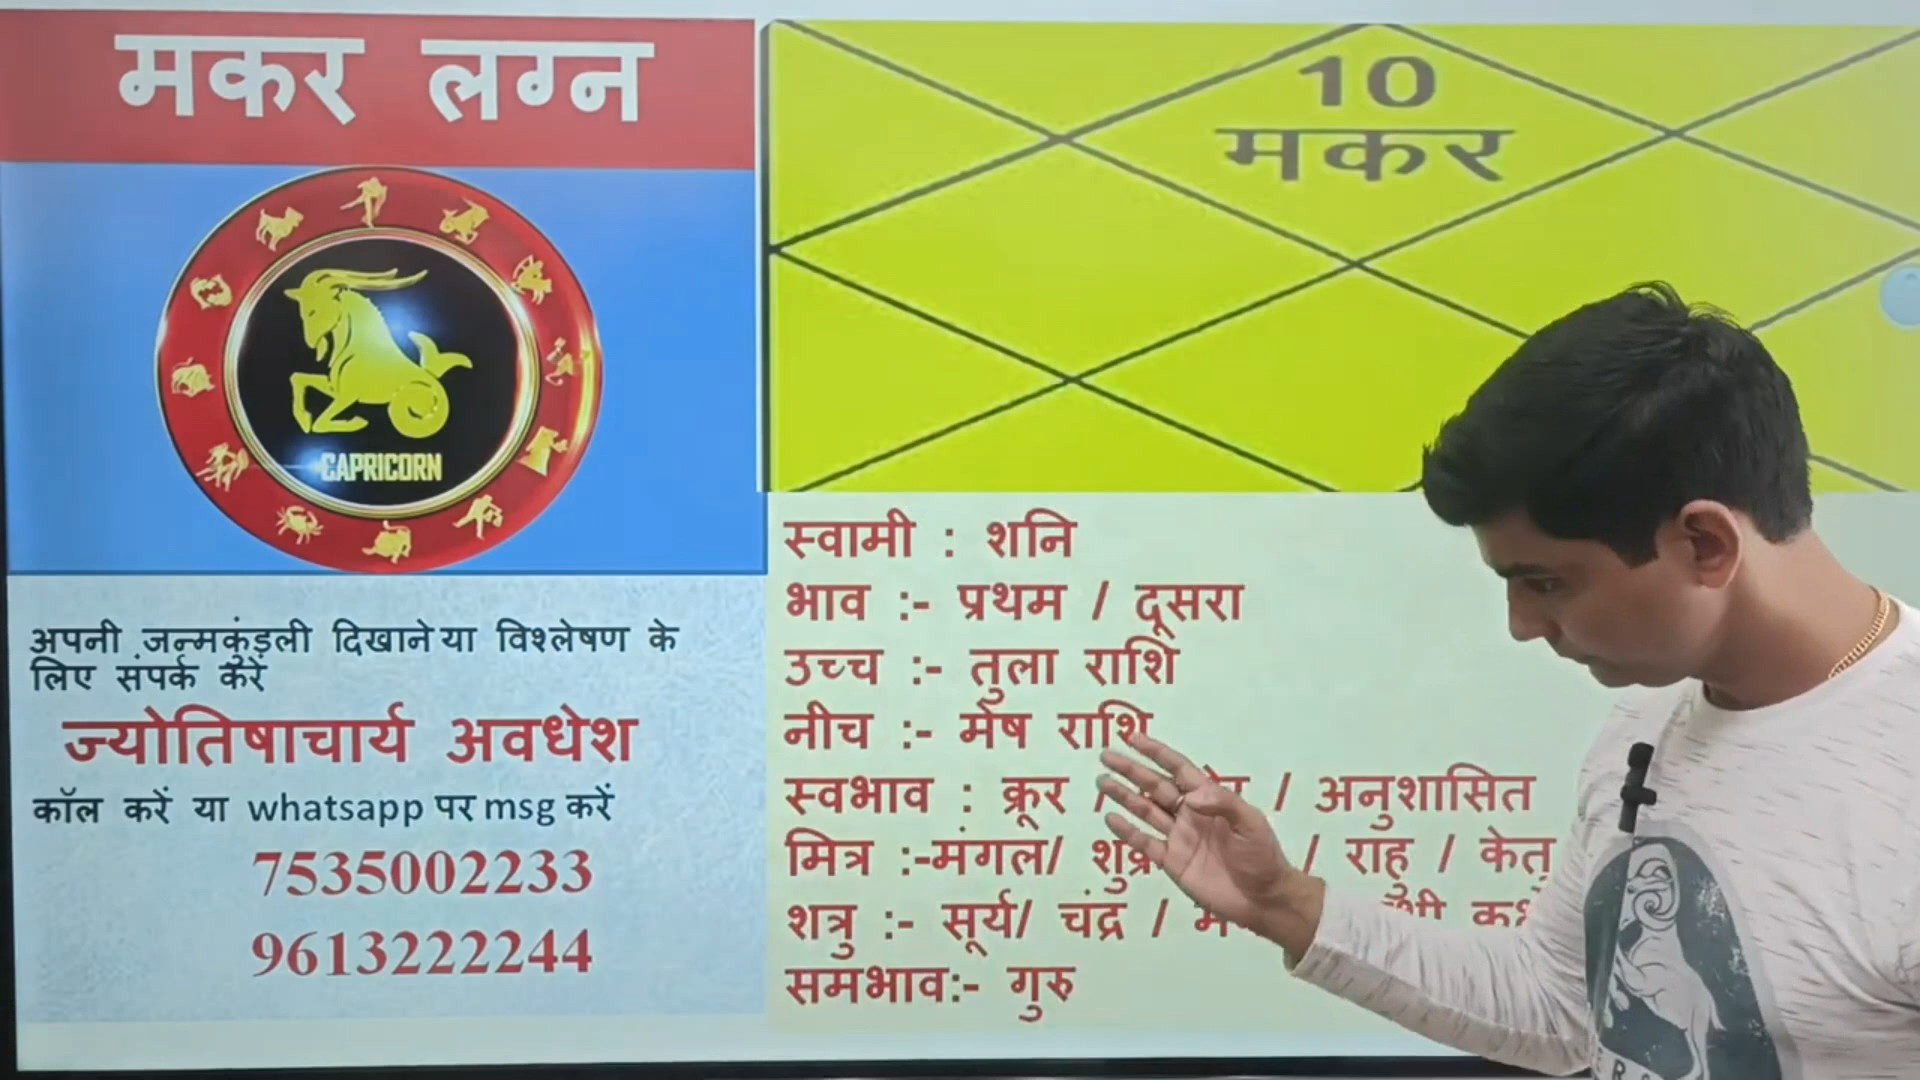 मकर लग्न
10
मकर
CAPRICORN
अपनी जन्मकुंडली दिखाने या विश्लेषण के
लिए संपर्क करें
ज्योतिषाचार्य अवधेश
कॉल करें या whatsapp पर msg करें
7535002233
9613222244
स्वामी : शनि
भाव :- प्रथम / दूसरा
उच्च :- तुला राशि
नीच :- मेष राशि
स्वभाव : क्रूर / / अनुशासित
मित्र :-मंगल/ / राहु / केतु
शत्रु :- सूर्य/ चंद्र /
समभाव:- गुरु